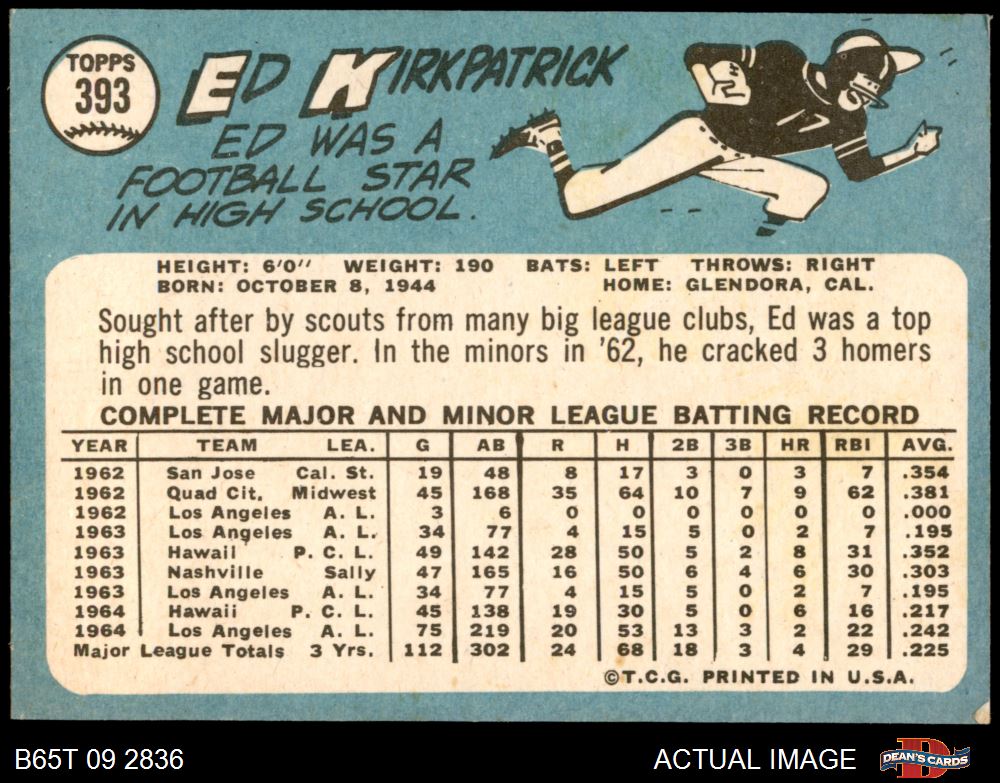 TOPPS
393
ED KIRKPATRICK
ED WAS A
FOOTBALL STAR
IN HIGH SCHOOL.
HEIGHT: 6'0" WEIGHT: 190 BATS: LEFT THROWS: RIGHT
BORN: OCTOBER 8, 1944 HOME: GLENDORA, CAL.
Sought after by scouts from many big league clubs, Ed was a top
high school slugger. In the minors in '62, he cracked 3 homers
in one game.
COMPLETE MAJOR AND MINOR LEAGUE BATTING RECORD
YEAR TEAM LEA. G AB R H 2B 3B HR RBI AVG.
1962 San Jose Cal. St. 19 48 8 17 3 0 3 7 .354
1962 Quad Cit. Midwest 45 168 35 64 10 7 9 62 .381
1962 Los Angeles A. L. 3 6 0 0 0 0 0 0 .000
1963 Los Angeles A. L. 34 77 4 15 5 0 2 7 .195
1963 Hawaii P. C. L. 49 142 28 50 5 2 8 31 .352
1963 Nashville Sally 47 165 16 50 6 4 6 30 .303
1963 Los Angeles A. L. 34 77 4 15 5 0 2 7 .195
1964 Hawaii P. C. L. 45 138 19 30 5 0 6 16 .217
1964 Los Angeles A. L. 75 219 20 53 13 3 2 22 .242
Major League Totals 3 Yrs. 112 302 24 68 18 3 4 29 .225
©T.C.G. PRINTED IN U.S.A.
B65T 09 2836 ACTUAL IMAGE DEAN'S CARDS